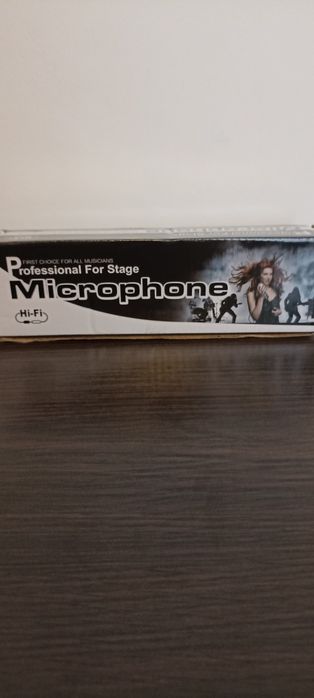 FIRST CHOICE FOR ALL MUSICIANS
Professional For Stage
Microphone
Hi-Fi